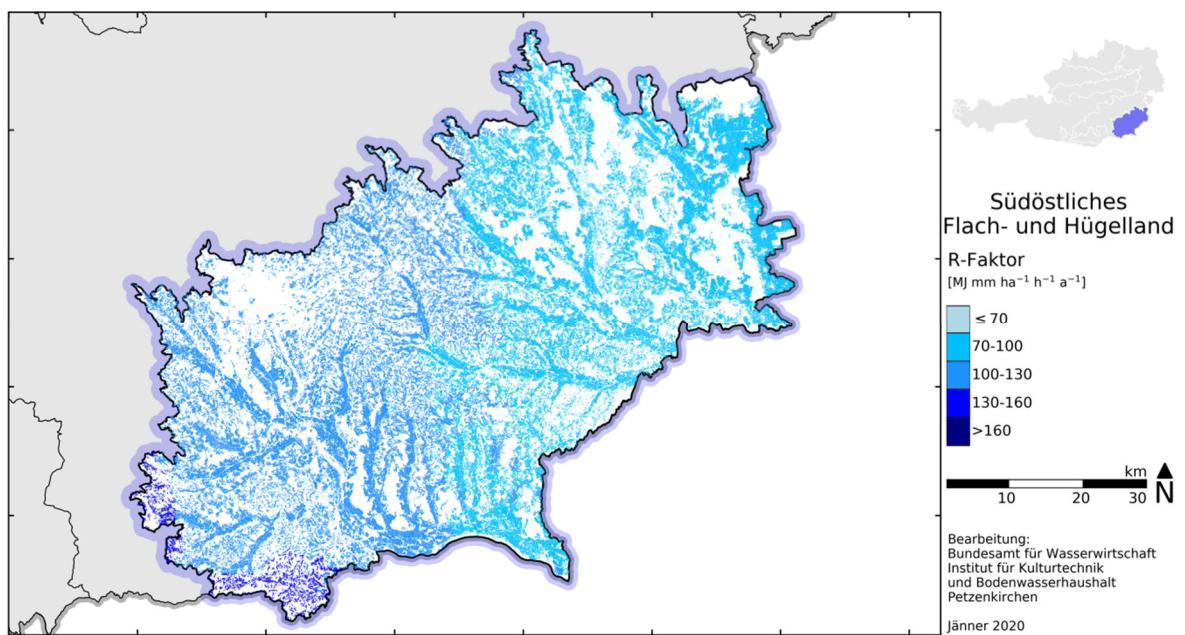 Südöstliches
Flach- und Hügelland
R-Faktor
[MJ mm ha⁻¹ h⁻¹ a⁻¹]
≤ 70
70-100
100-130
130-160
>160
km
10 20 30
N
Bearbeitung:
Bundesamt für Wasserwirtschaft
Institut für Kulturtechnik
und Bodenwasserhaushalt
Petzenkirchen
Jänner 2020